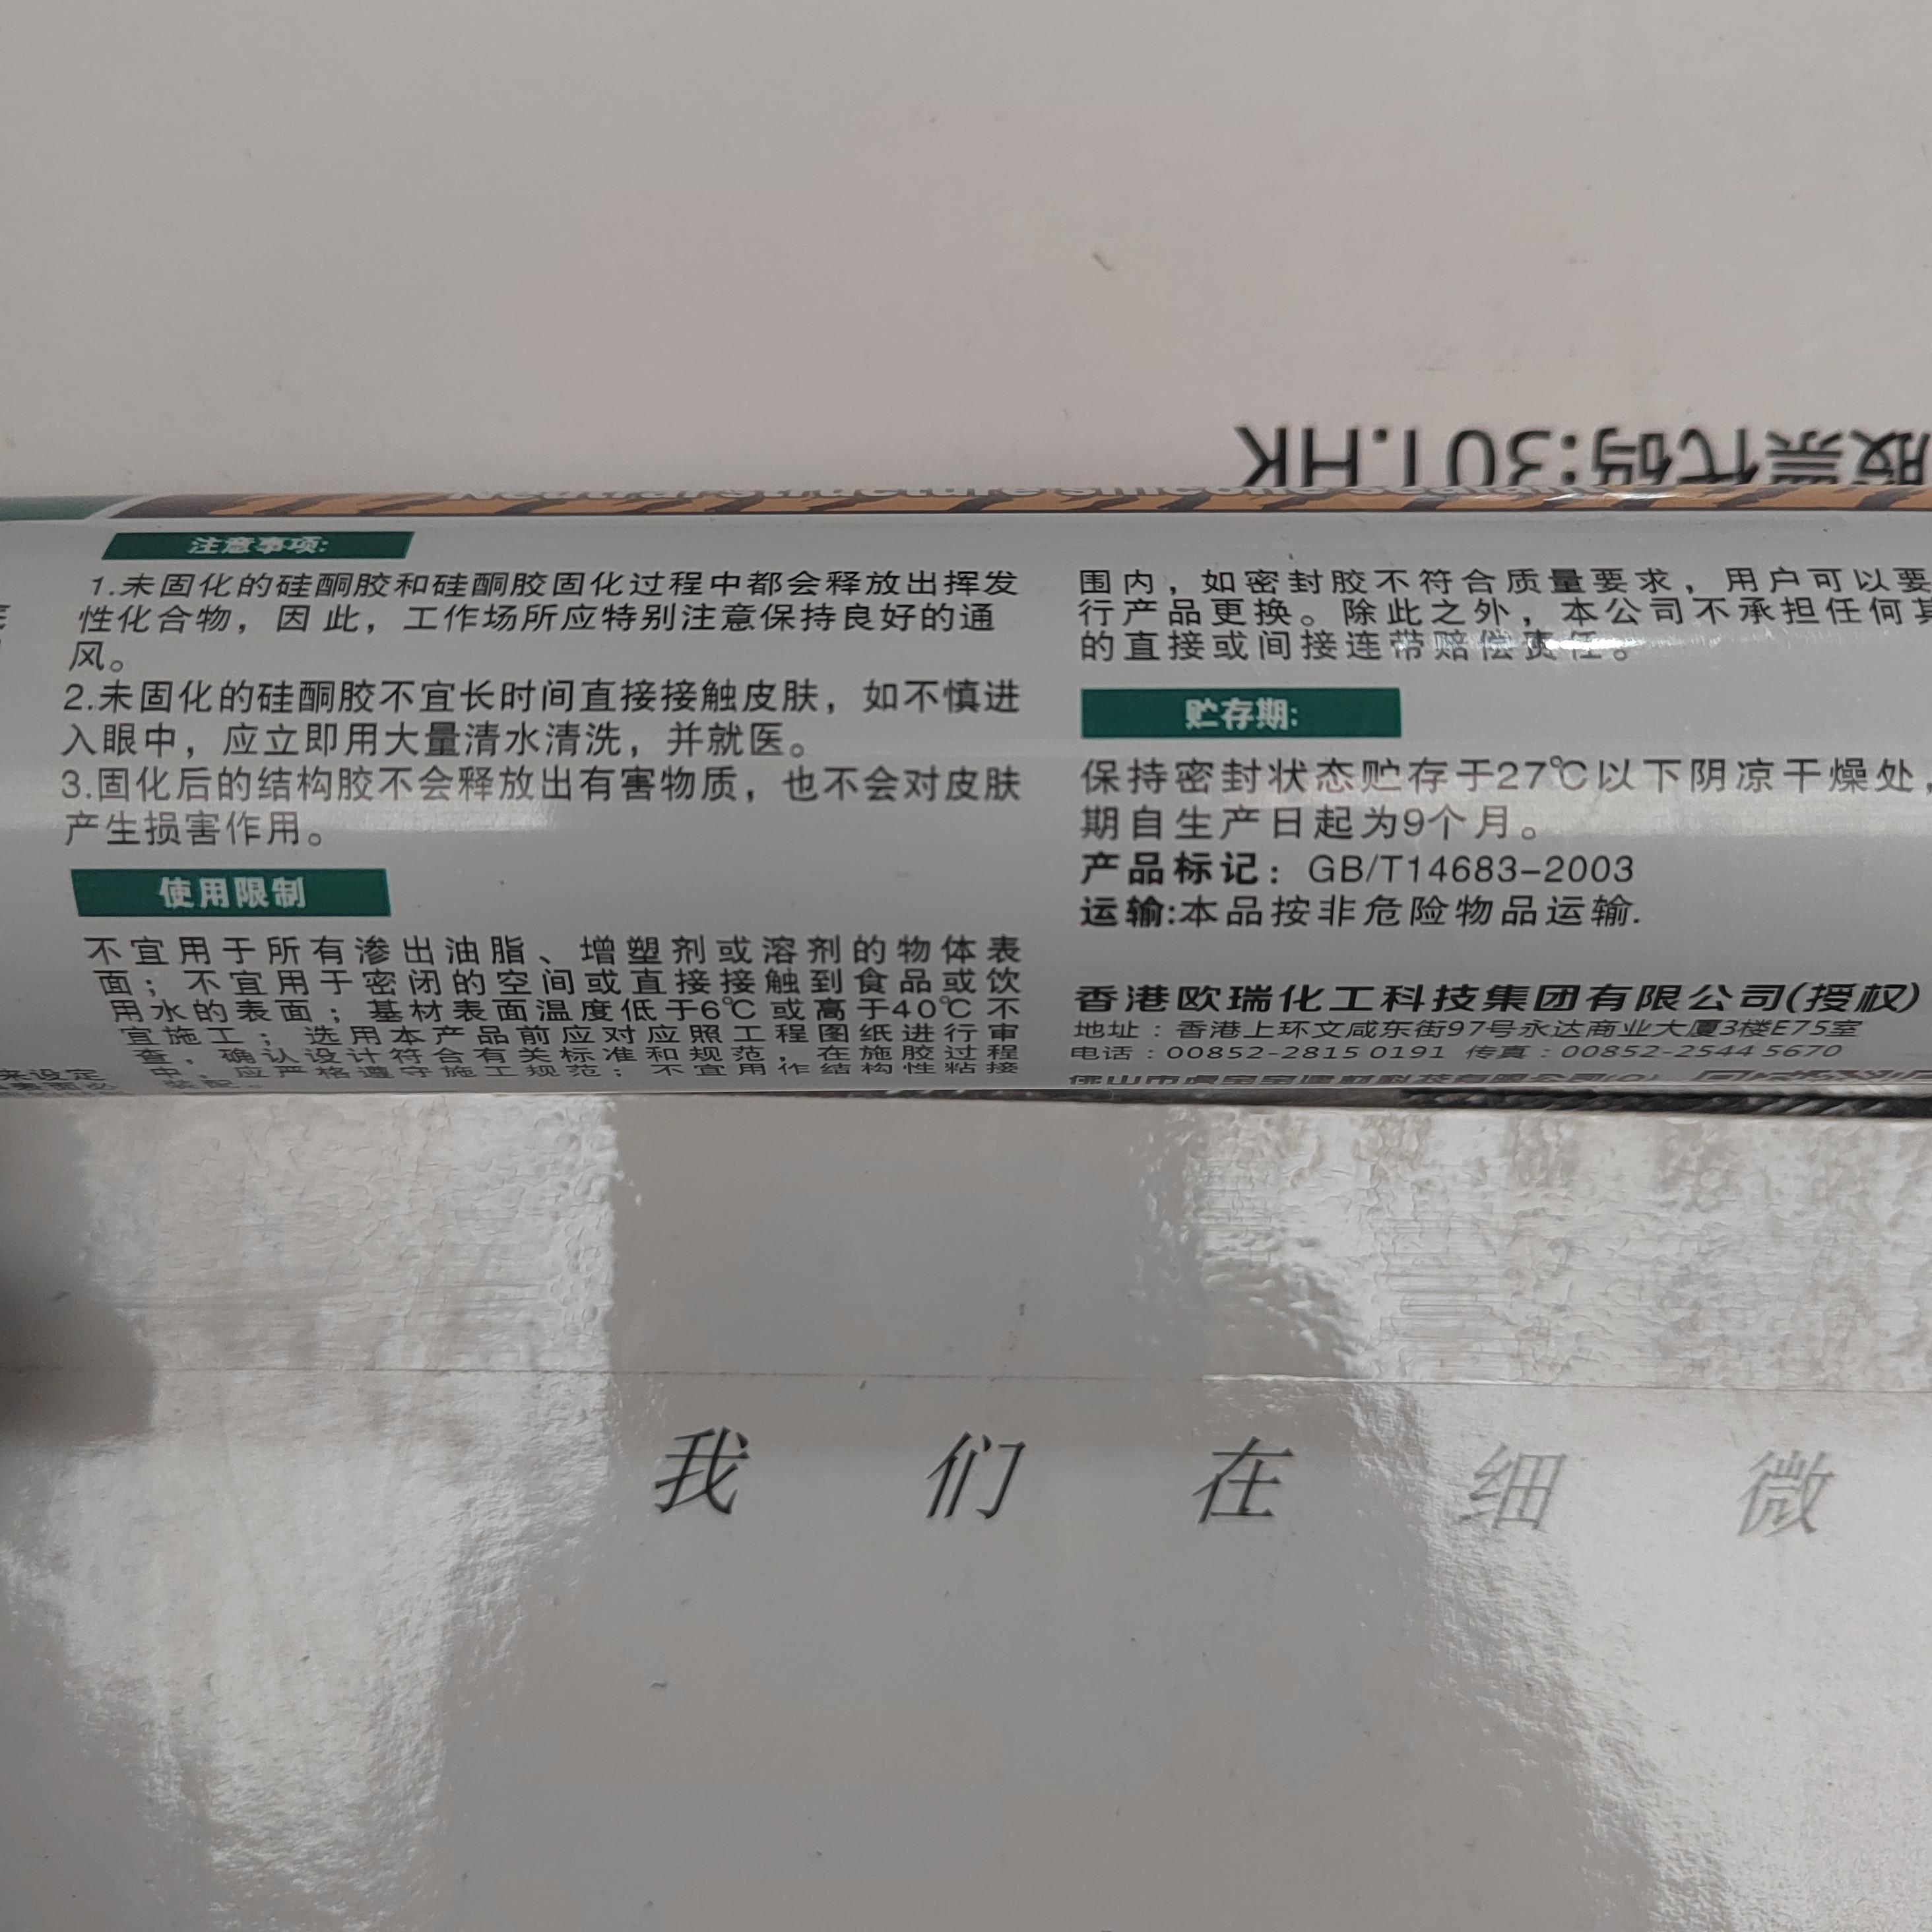 股票代码:301.HK
Neutral structure silicone
注意事项:
1.未固化的硅酮胶和硅酮胶固化过程中都会释放出挥发
性化合物，因 此，工作场所应特别注意保持良好的通
风。
2.未固化的硅酮胶不宜长时间直接接触皮肤，如不慎进
入眼中，应立即用大量清水清洗，并就医。
3.固化后的结构胶不会释放出有害物质，也不会对皮肤
产生损害作用。
使用限制
不宜用于所有渗出油脂、增塑剂或溶剂的物体表
面；不宜用于密闭的空间或直接接触到食品或饮
用水的表面；基材表面温度低于6℃或高于40℃不
宜施工；选用本产品前应对应照工程图纸进行审
查，确认设计符合有关标准和规范，在施胶过程
中，应严格遵守施工规范；不宜用作结构性粘接
装配。
来设定
围内，如密封胶不符合质量要求，用户可以要
行产品更换。除此之外，本公司不承担任何其
的直接或间接连带赔偿责任。
贮存期:
保持密封状态贮存于27℃以下阴凉干燥处，
期自生产日起为9个月。
产品标记：GB/T14683-2003
运输:本品按非危险物品运输.
香港欧瑞化工科技集团有限公司(授权)
地址：香港上环文咸东街97号永达商业大厦3楼E75室
电话：00852-2815 0191 传真：00852-2544 5670
我们在细微